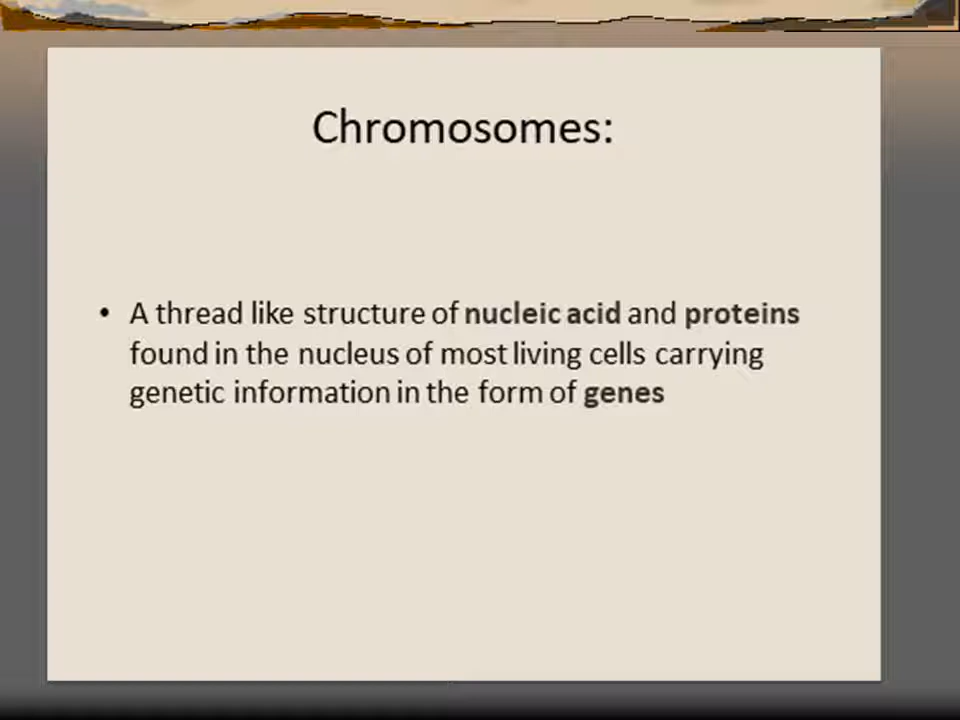 Chromosomes:
• A thread like structure of nucleic acid and proteins
found in the nucleus of most living cells carrying
genetic information in the form of genes